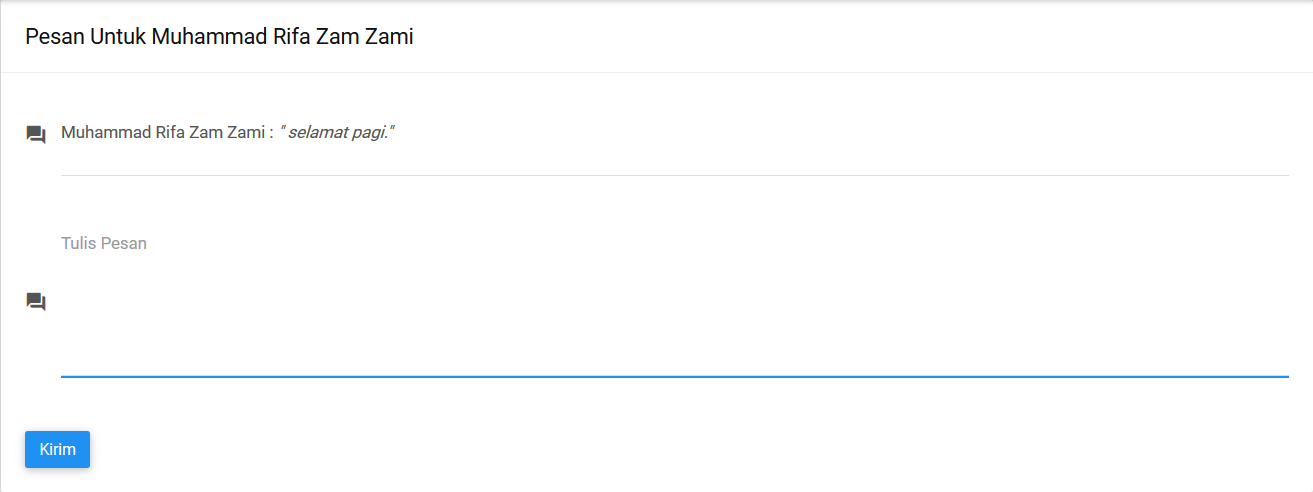 Pesan Untuk Muhammad Rifa Zam Zami
Muhammad Rifa Zam Zami : " selamat pagi."
Tulis Pesan
Kirim